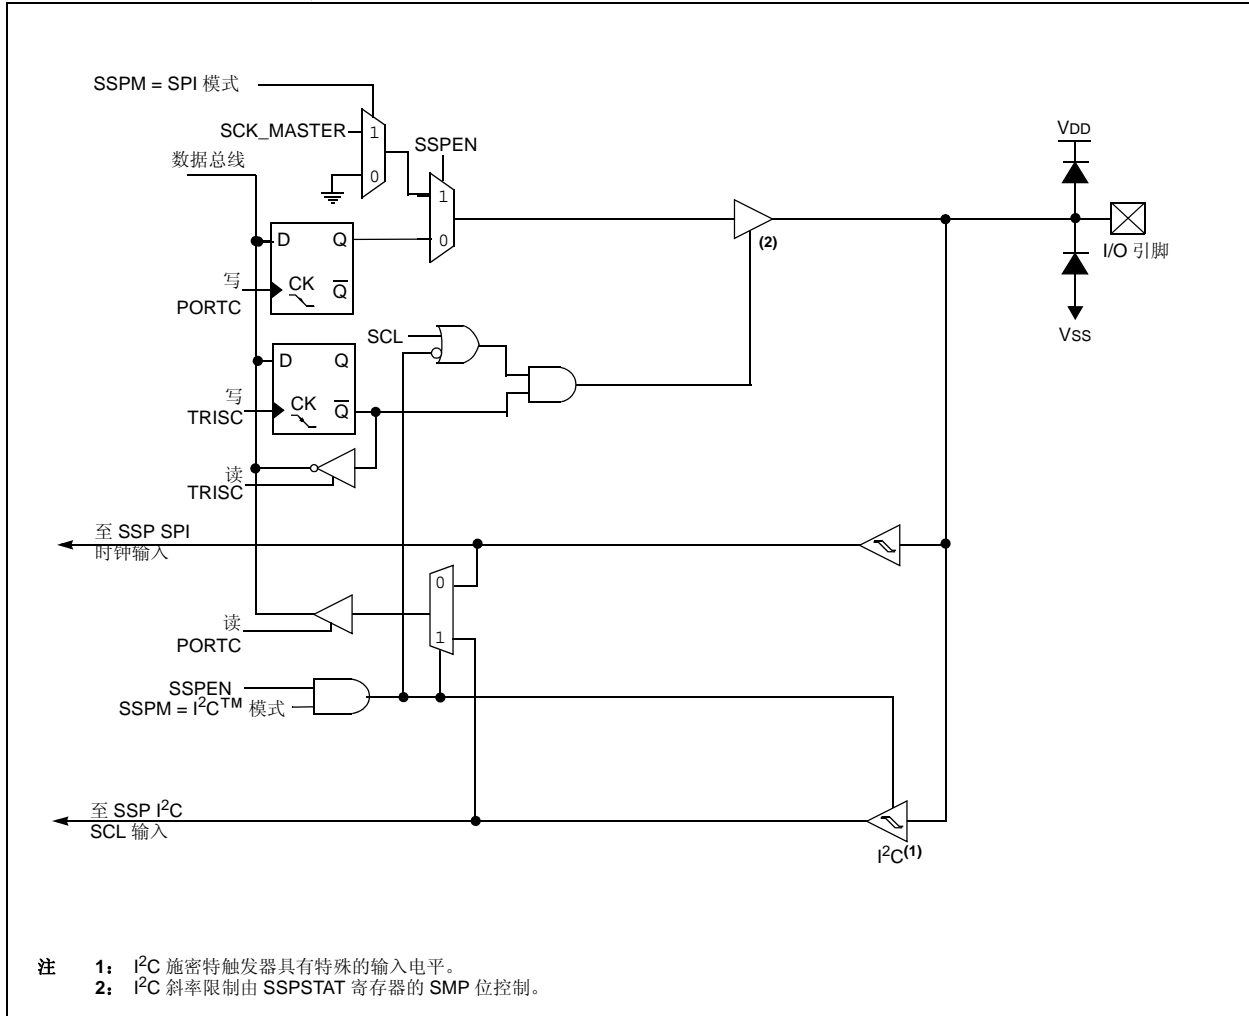 SSPM = SPI 模式
SCK_MASTER
1
0
SSPEN
1
0
数据总线
VDD
D
Q
CK
Q
写
PORTC
(2)
I/O 引脚
VSS
SCL
D
Q
CK
Q
写
TRISC
读
TRISC
至 SSP SPI
时钟输入
0
1
读
PORTC
SSPEN
SSPM = I2C™ 模式
至 SSP I2C
SCL 输入
I2C(1)
注 1： I2C 施密特触发器具有特殊的输入电平。
2： I2C 斜率限制由 SSPSTAT 寄存器的 SMP 位控制。